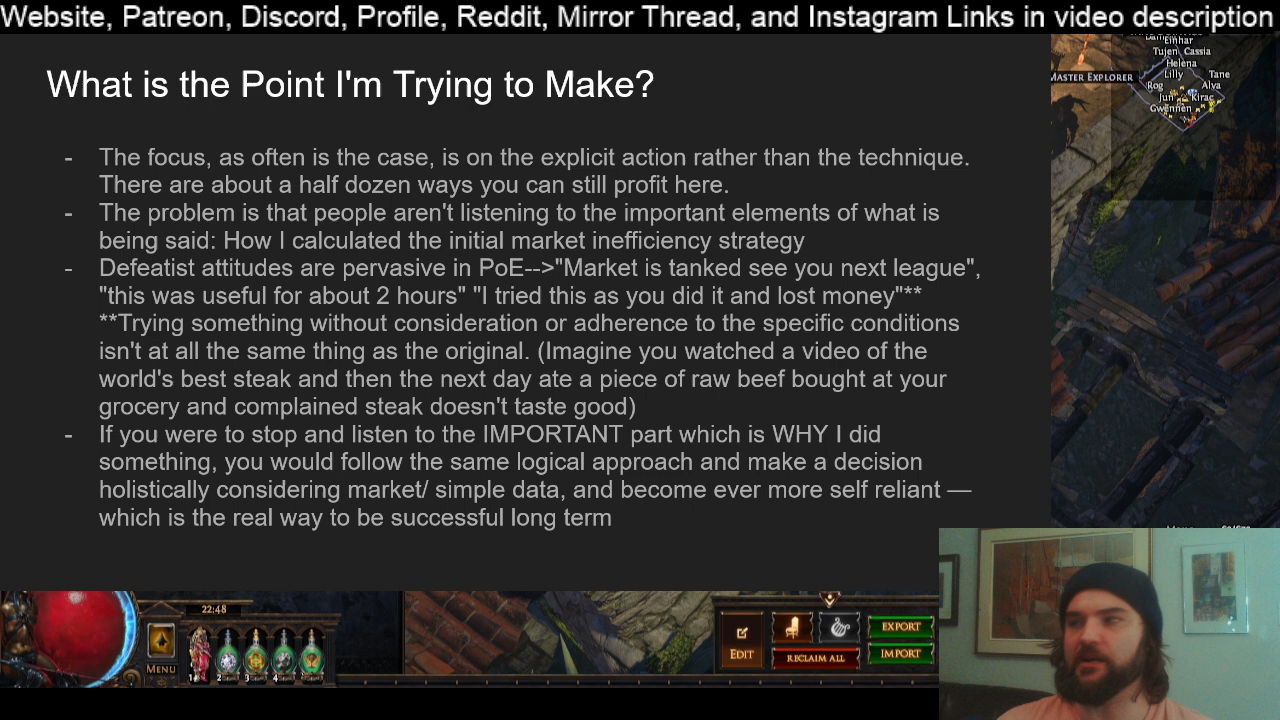 Website, Patreon, Discord, Profile, Reddit, Mirror Thread, and Instagram Links in video description
What is the Point I'm Trying to Make?
- The focus, as often is the case, is on the explicit action rather than the technique.
There are about a half dozen ways you can still profit here.
- The problem is that people aren't listening to the important elements of what is
being said: How I calculated the initial market inefficiency strategy
- Defeatist attitudes are pervasive in PoE-->"Market is tanked see you next league",
"this was useful for about 2 hours" "I tried this as you did it and lost money"**
**Trying something without consideration or adherence to the specific conditions
isn't at all the same thing as the original. (Imagine you watched a video of the
world's best steak and then the next day ate a piece of raw beef bought at your
grocery and complained steak doesn't taste good)
- If you were to stop and listen to the IMPORTANT part which is WHY I did
something, you would follow the same logical approach and make a decision
holistically considering market/ simple data, and become ever more self reliant —
which is the real way to be successful long term
Einhar
Tujen Cassia
Helena
Master Explorer
Lilly Tane
Rog Alva
Jun Kirac
Gwennen
22:48
Menu
1 2 3 4
Edit
Reclaim All
Export
Import